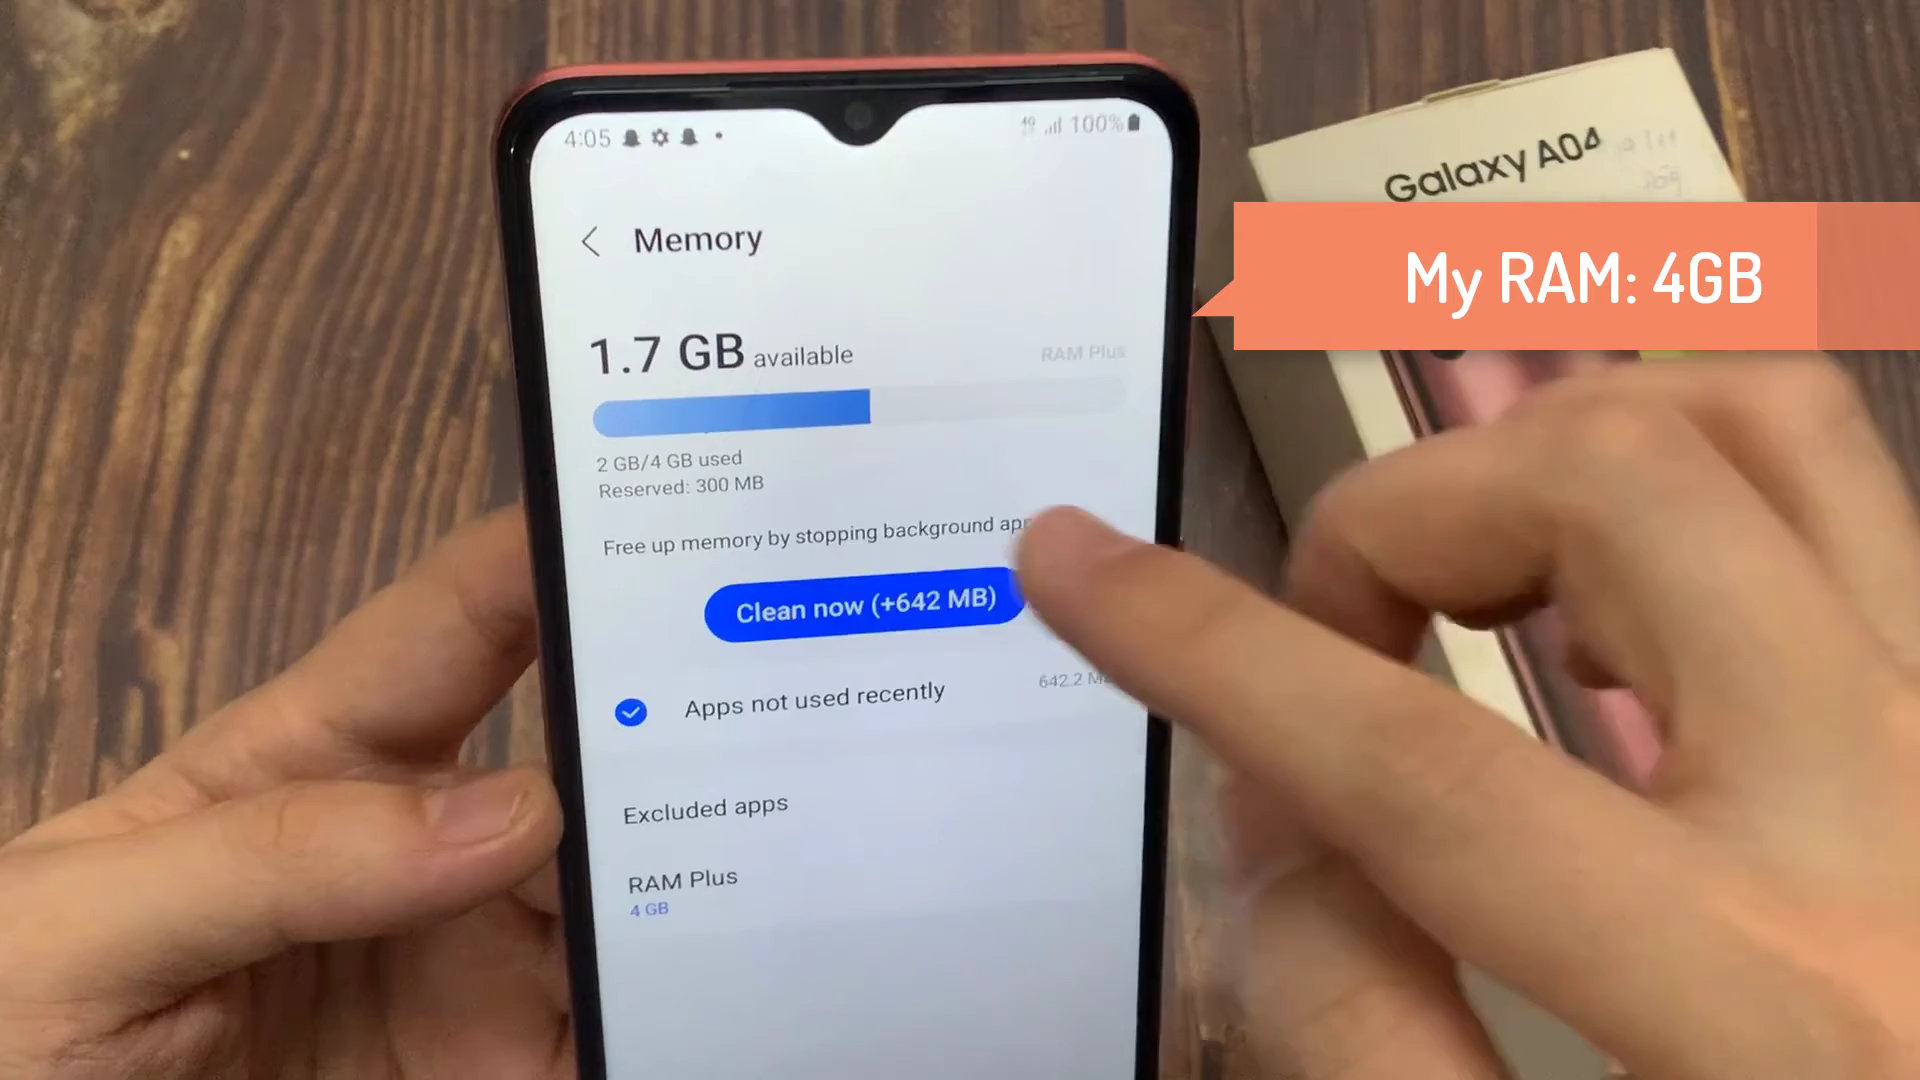 4:05
4G 100%
Memory
1.7 GB available
RAM Plus
2 GB/4 GB used
Reserved: 300 MB
Free up memory by stopping background
Clean now (+642 MB)
Apps not used recently
642.2
Excluded apps
RAM Plus
4 GB
Galaxy A04
My RAM: 4GB